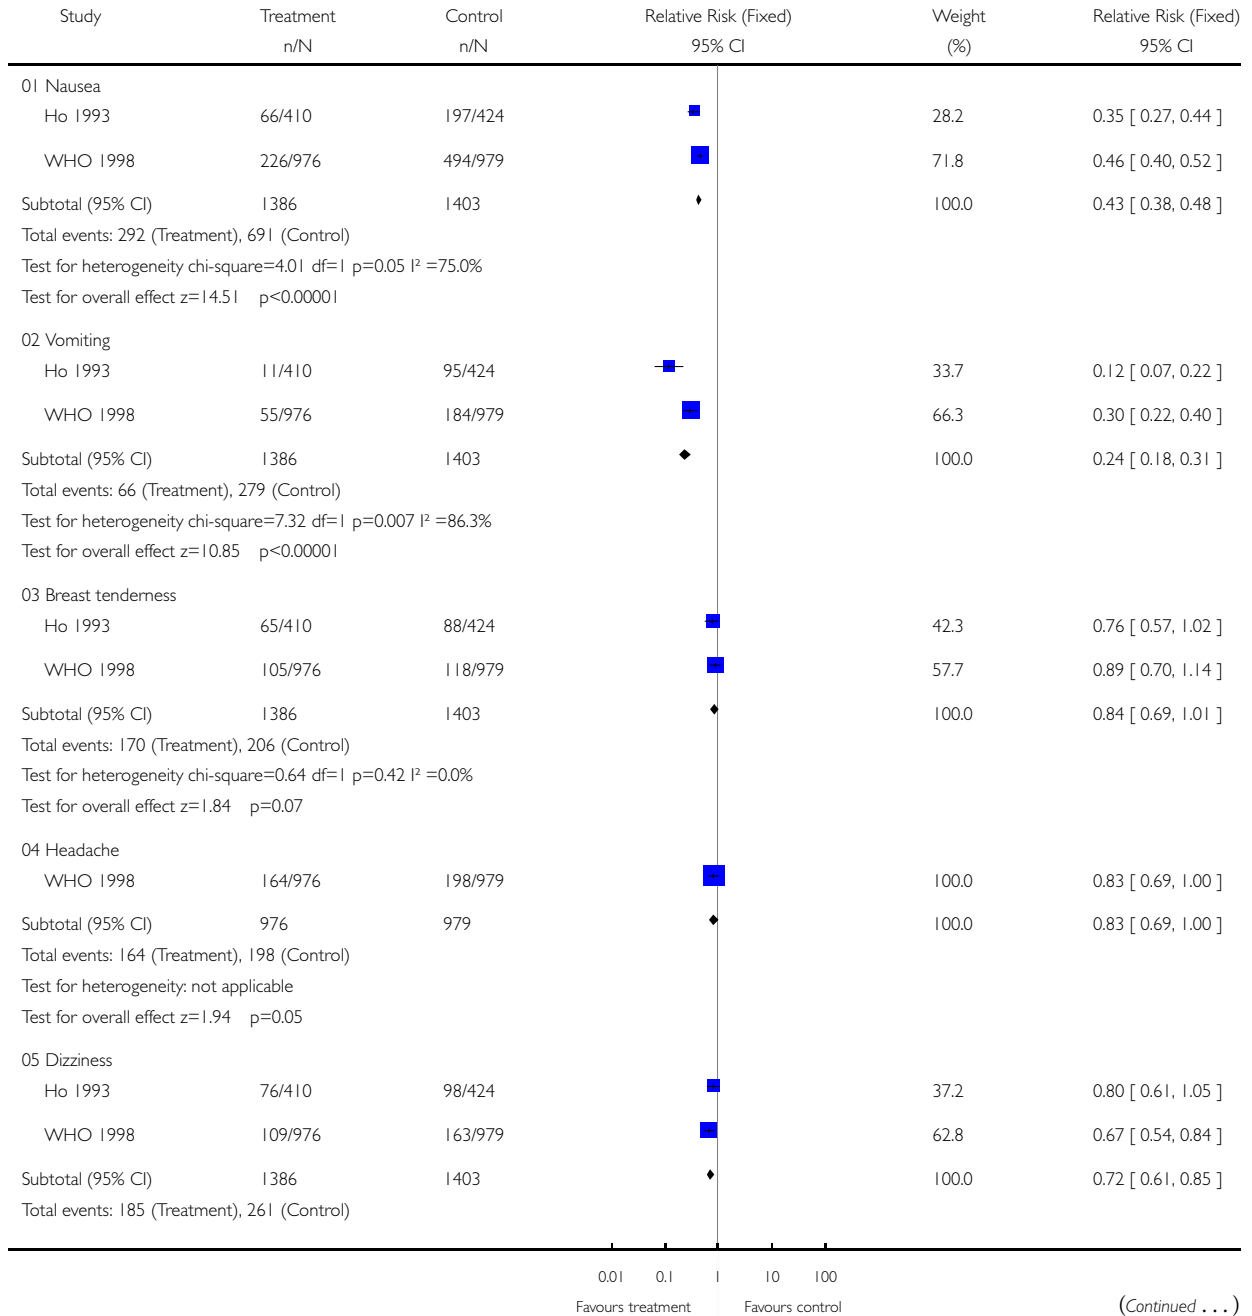 Study Treatment Control Relative Risk (Fixed) Weight Relative Risk (Fixed)
n/N n/N 95% CI (%) 95% CI
01 Nausea
Ho 1993 66/410 197/424 28.2 0.35 [ 0.27, 0.44 ]
WHO 1998 226/976 494/979 71.8 0.46 [ 0.40, 0.52 ]
Subtotal (95% CI) 1386 1403 100.0 0.43 [ 0.38, 0.48 ]
Total events: 292 (Treatment), 691 (Control)
Test for heterogeneity chi-square=4.01 df=1 p=0.05 I² =75.0%
Test for overall effect z=14.51 p<0.00001
02 Vomiting
Ho 1993 11/410 95/424 33.7 0.12 [ 0.07, 0.22 ]
WHO 1998 55/976 184/979 66.3 0.30 [ 0.22, 0.40 ]
Subtotal (95% CI) 1386 1403 100.0 0.24 [ 0.18, 0.31 ]
Total events: 66 (Treatment), 279 (Control)
Test for heterogeneity chi-square=7.32 df=1 p=0.007 I² =86.3%
Test for overall effect z=10.85 p<0.00001
03 Breast tenderness
Ho 1993 65/410 88/424 42.3 0.76 [ 0.57, 1.02 ]
WHO 1998 105/976 118/979 57.7 0.89 [ 0.70, 1.14 ]
Subtotal (95% CI) 1386 1403 100.0 0.84 [ 0.69, 1.01 ]
Total events: 170 (Treatment), 206 (Control)
Test for heterogeneity chi-square=0.64 df=1 p=0.42 I² =0.0%
Test for overall effect z=1.84 p=0.07
04 Headache
WHO 1998 164/976 198/979 100.0 0.83 [ 0.69, 1.00 ]
Subtotal (95% CI) 976 979 100.0 0.83 [ 0.69, 1.00 ]
Total events: 164 (Treatment), 198 (Control)
Test for heterogeneity: not applicable
Test for overall effect z=1.94 p=0.05
05 Dizziness
Ho 1993 76/410 98/424 37.2 0.80 [ 0.61, 1.05 ]
WHO 1998 109/976 163/979 62.8 0.67 [ 0.54, 0.84 ]
Subtotal (95% CI) 1386 1403 100.0 0.72 [ 0.61, 0.85 ]
Total events: 185 (Treatment), 261 (Control)
0.01 0.1 1 10 100
Favours treatment Favours control (Continued . . . )